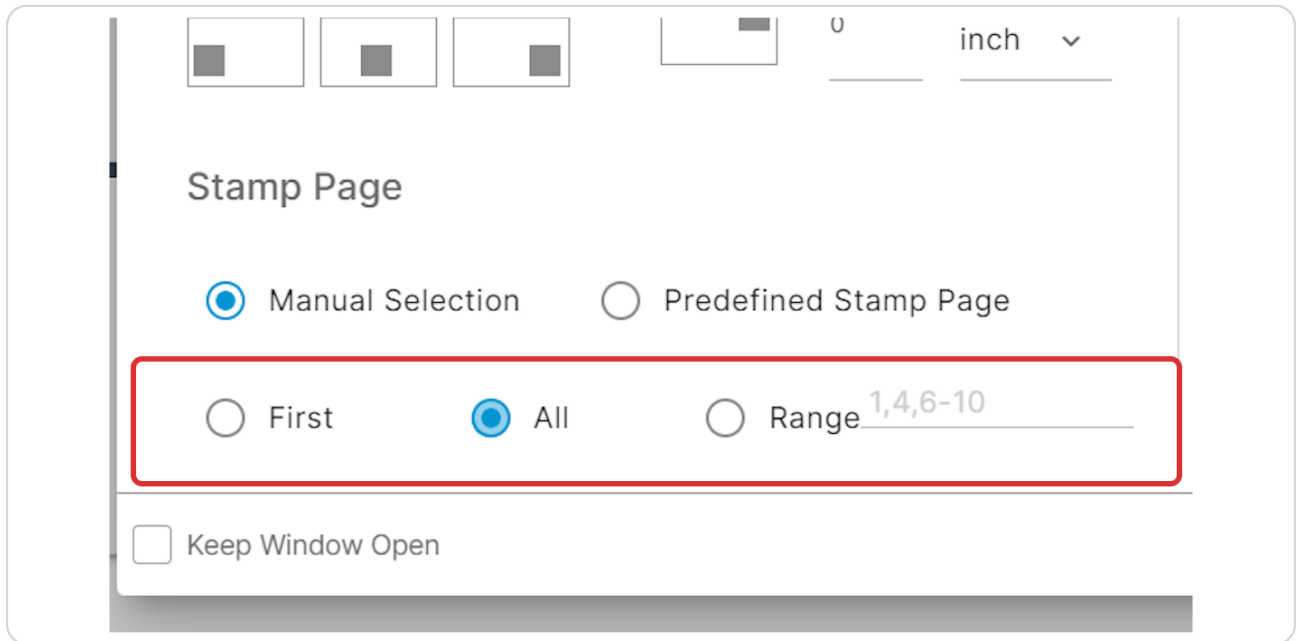 0 inch
Stamp Page
Manual Selection Predefined Stamp Page
First All Range 1,4,6-10
Keep Window Open